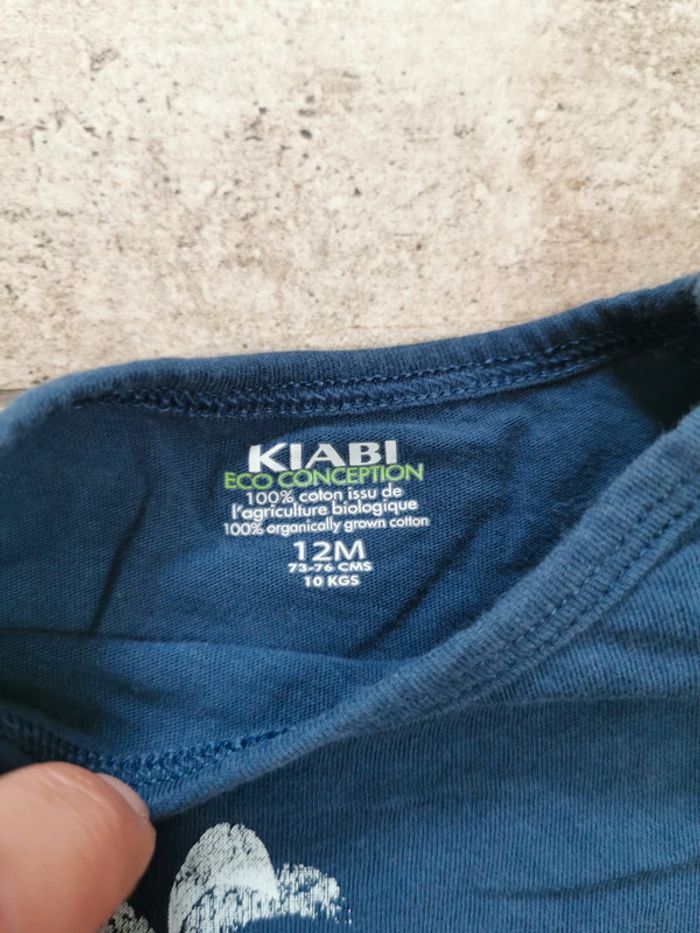 KIABI
ECO CONCEPTION
100% coton issu de
l'agriculture biologique
100% organically grown cotton
12M
73-76 CMS
10 KGS